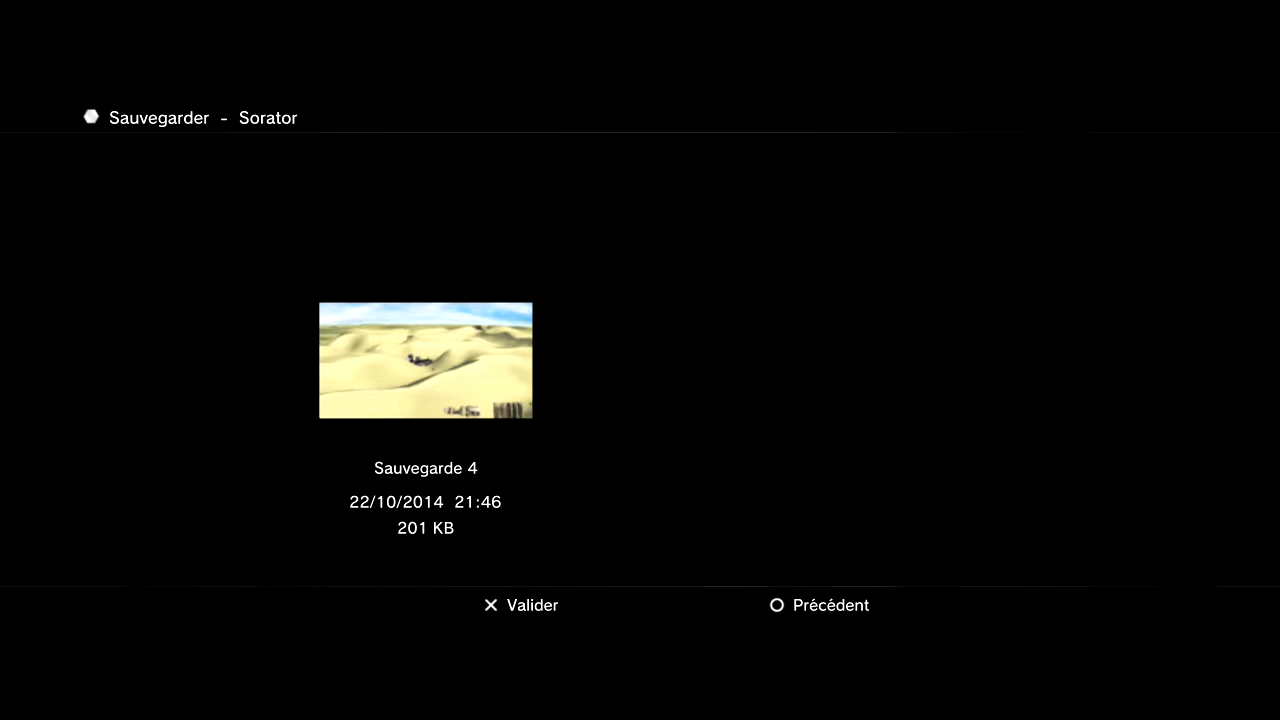 Sauvegarder - Sorator
Sauvegarde 4
22/10/2014 21:46
201 KB
Valider
Précédent